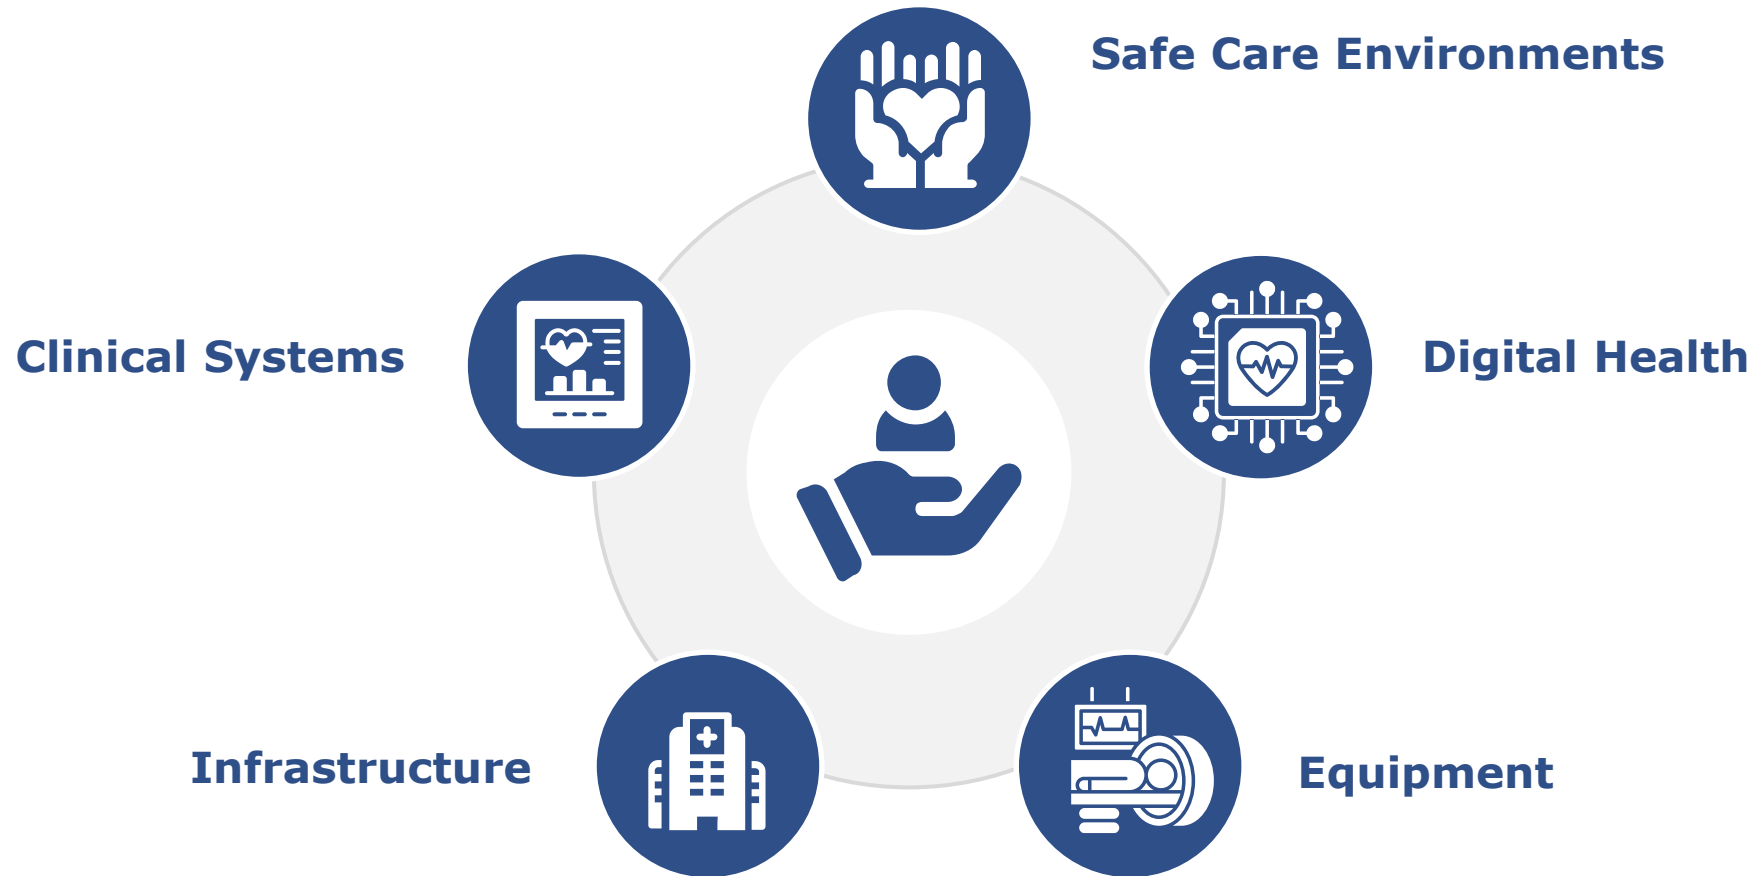 Safe Care Environments
Clinical Systems
Digital Health
Infrastructure
Equipment